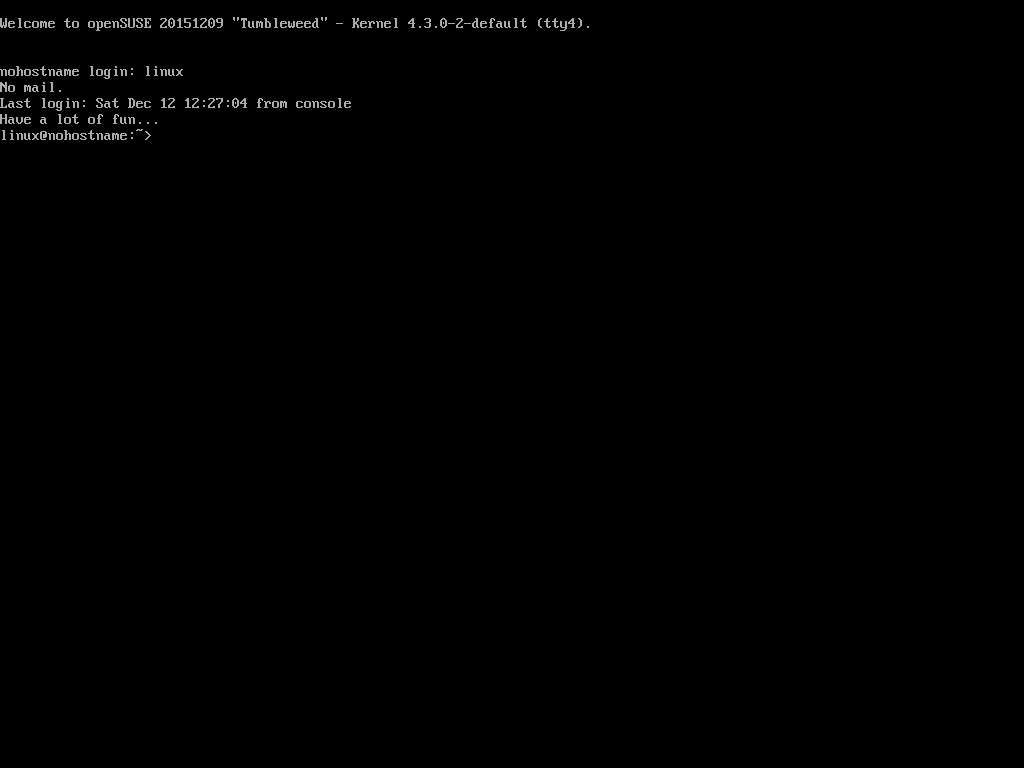 Welcome to openSUSE 20151209 "Tumbleweed" - Kernel 4.3.0-2-default (tty4).
nohostname login: linux
No mail.
Last login: Sat Dec 12 12:27:04 from console
Have a lot of fun...
linux@nohostname:~>